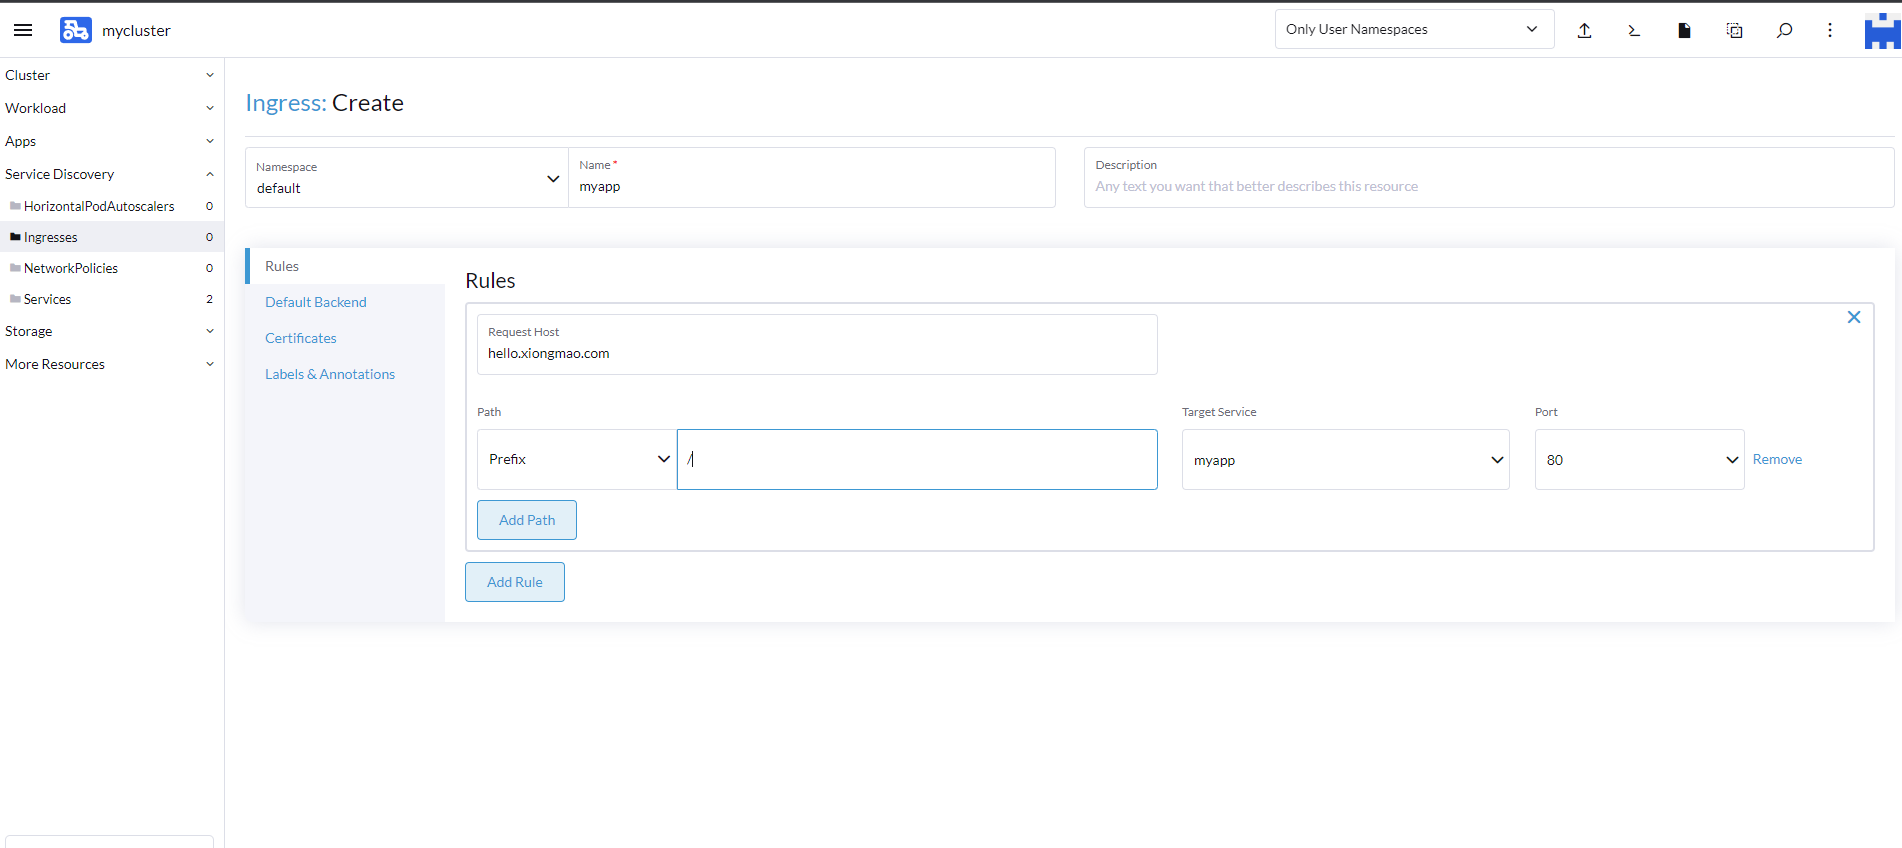 mycluster
Only User Namespaces
Cluster
Workload
Apps
Service Discovery
HorizontalPodAutoscalers 0
Ingresses 0
NetworkPolicies 0
Services 2
Storage
More Resources
Ingress: Create
Namespace
default
Name *
myapp
Description
Any text you want that better describes this resource
Rules
Default Backend
Certificates
Labels & Annotations
Rules
Request Host
hello.xiongmao.com
Path Target Service Port
Prefix / myapp 80 Remove
Add Path
Add Rule